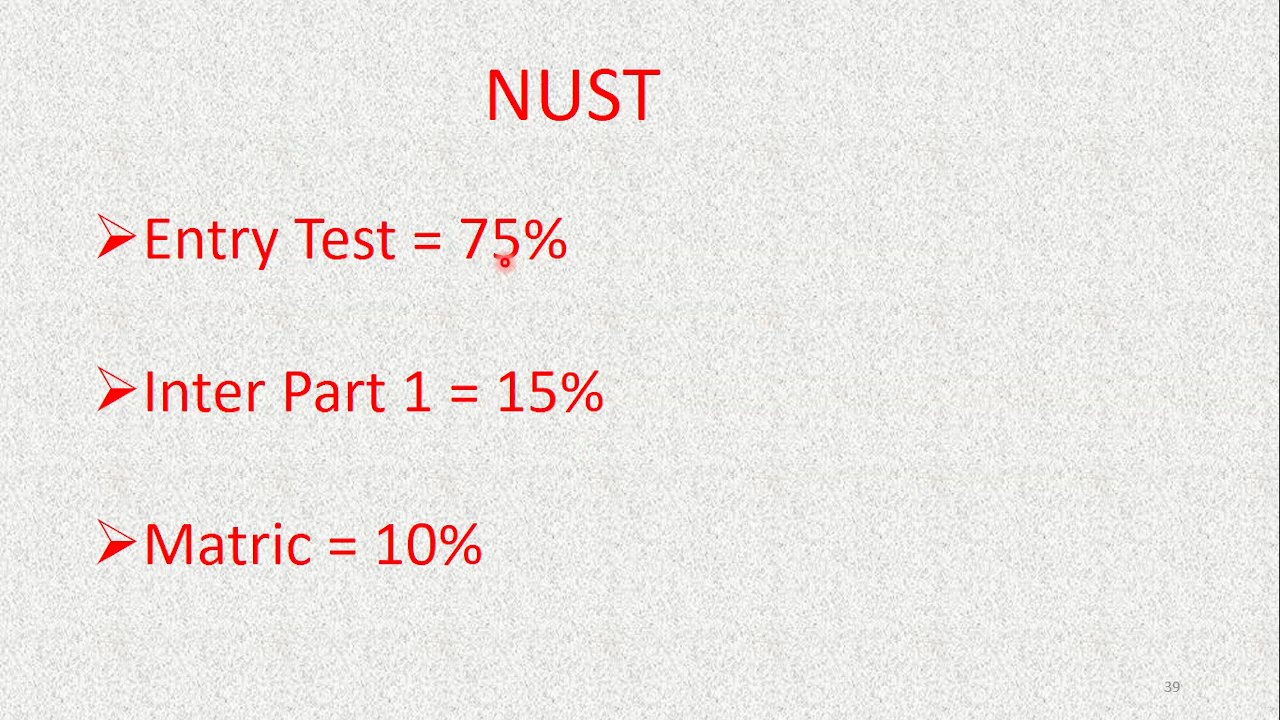 NUST
➢Entry Test = 75%
➢Inter Part 1 = 15%
➢Matric = 10%
39